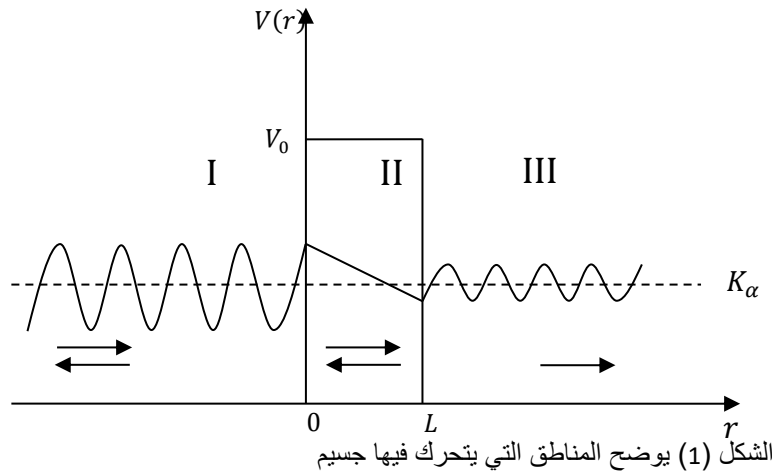 V(r)
V₀
I
II
III
K_α
0
L
r
الشكل (1) يوضح المناطق التي يتحرك فيها جسيم